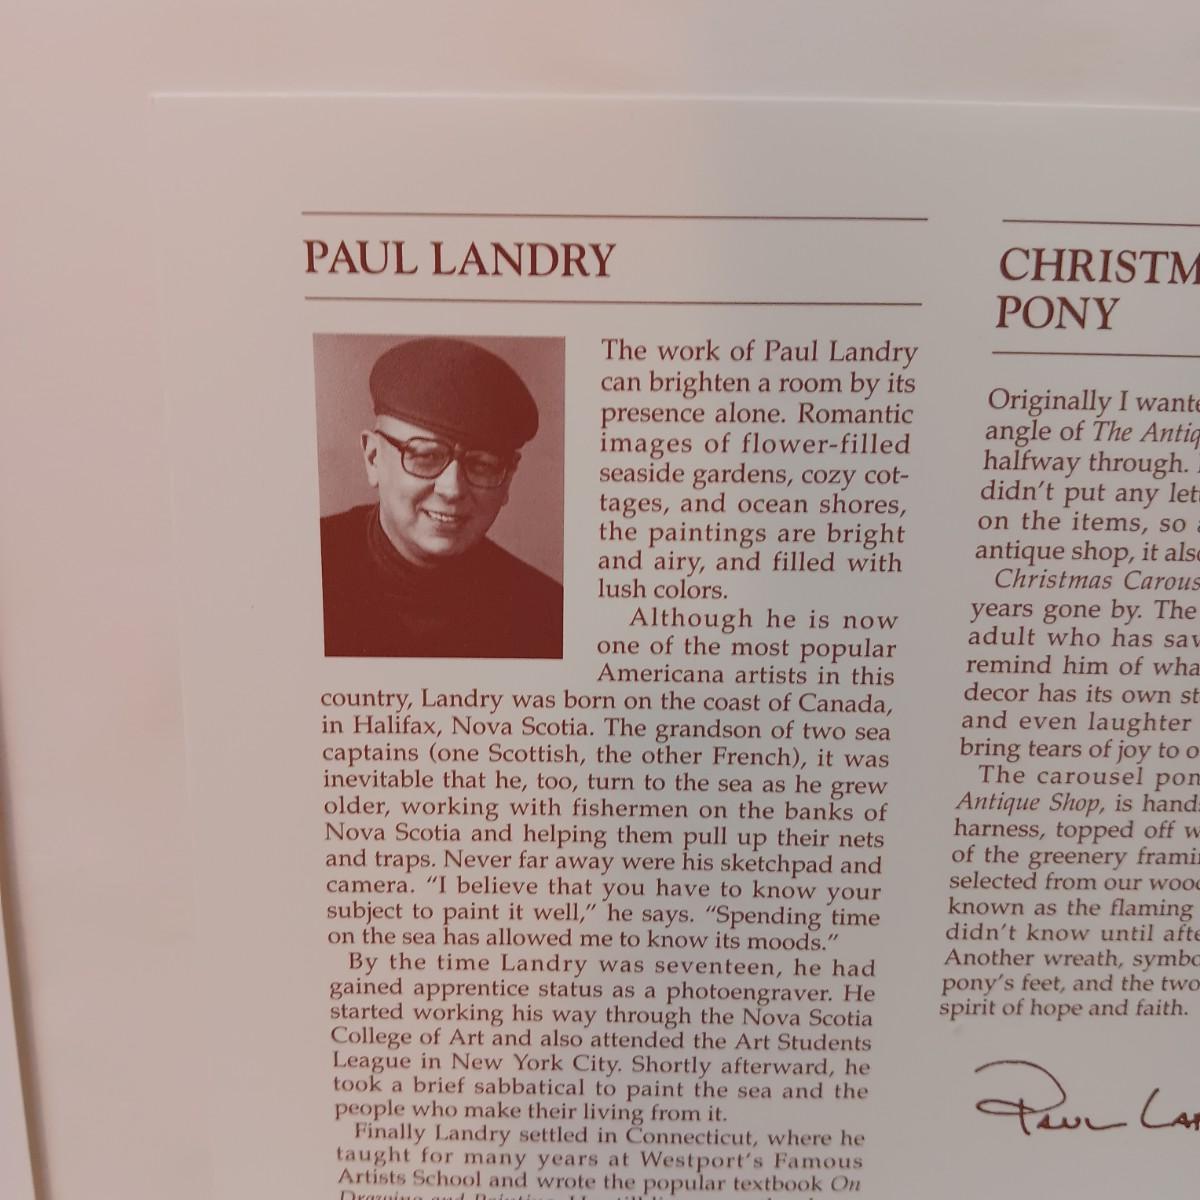 PAUL LANDRY
The work of Paul Landry
can brighten a room by its
presence alone. Romantic
images of flower-filled
seaside gardens, cozy cot-
tages, and ocean shores,
the paintings are bright
and airy, and filled with
lush colors.
Although he is now
one of the most popular
Americana artists in this
country, Landry was born on the coast of Canada,
in Halifax, Nova Scotia. The grandson of two sea
captains (one Scottish, the other French), it was
inevitable that he, too, turn to the sea as he grew
older, working with fishermen on the banks of
Nova Scotia and helping them pull up their nets
and traps. Never far away were his sketchpad and
camera. “I believe that you have to know your
subject to paint it well,” he says. “Spending time
on the sea has allowed me to know its moods.”
By the time Landry was seventeen, he had
gained apprentice status as a photoengraver. He
started working his way through the Nova Scotia
College of Art and also attended the Art Students
League in New York City. Shortly afterward, he
took a brief sabbatical to paint the sea and the
people who make their living from it.
Finally Landry settled in Connecticut, where he
taught for many years at Westport’s Famous
Artists School and wrote the popular textbook On
CHRISTM
PONY
Originally I wante
angle of The Antiq
halfway through.
didn’t put any lett
on the items, so
antique shop, it also
Christmas Carous
years gone by. The
adult who has sav
remind him of wha
decor has its own st
and even laughter
bring tears of joy to o
The carousel pon
Antique Shop, is hand
harness, topped off w
of the greenery frami
selected from our wood
known as the flaming
didn’t know until afte
Another wreath, symbo
pony’s feet, and the two
spirit of hope and faith.
PAUL LA